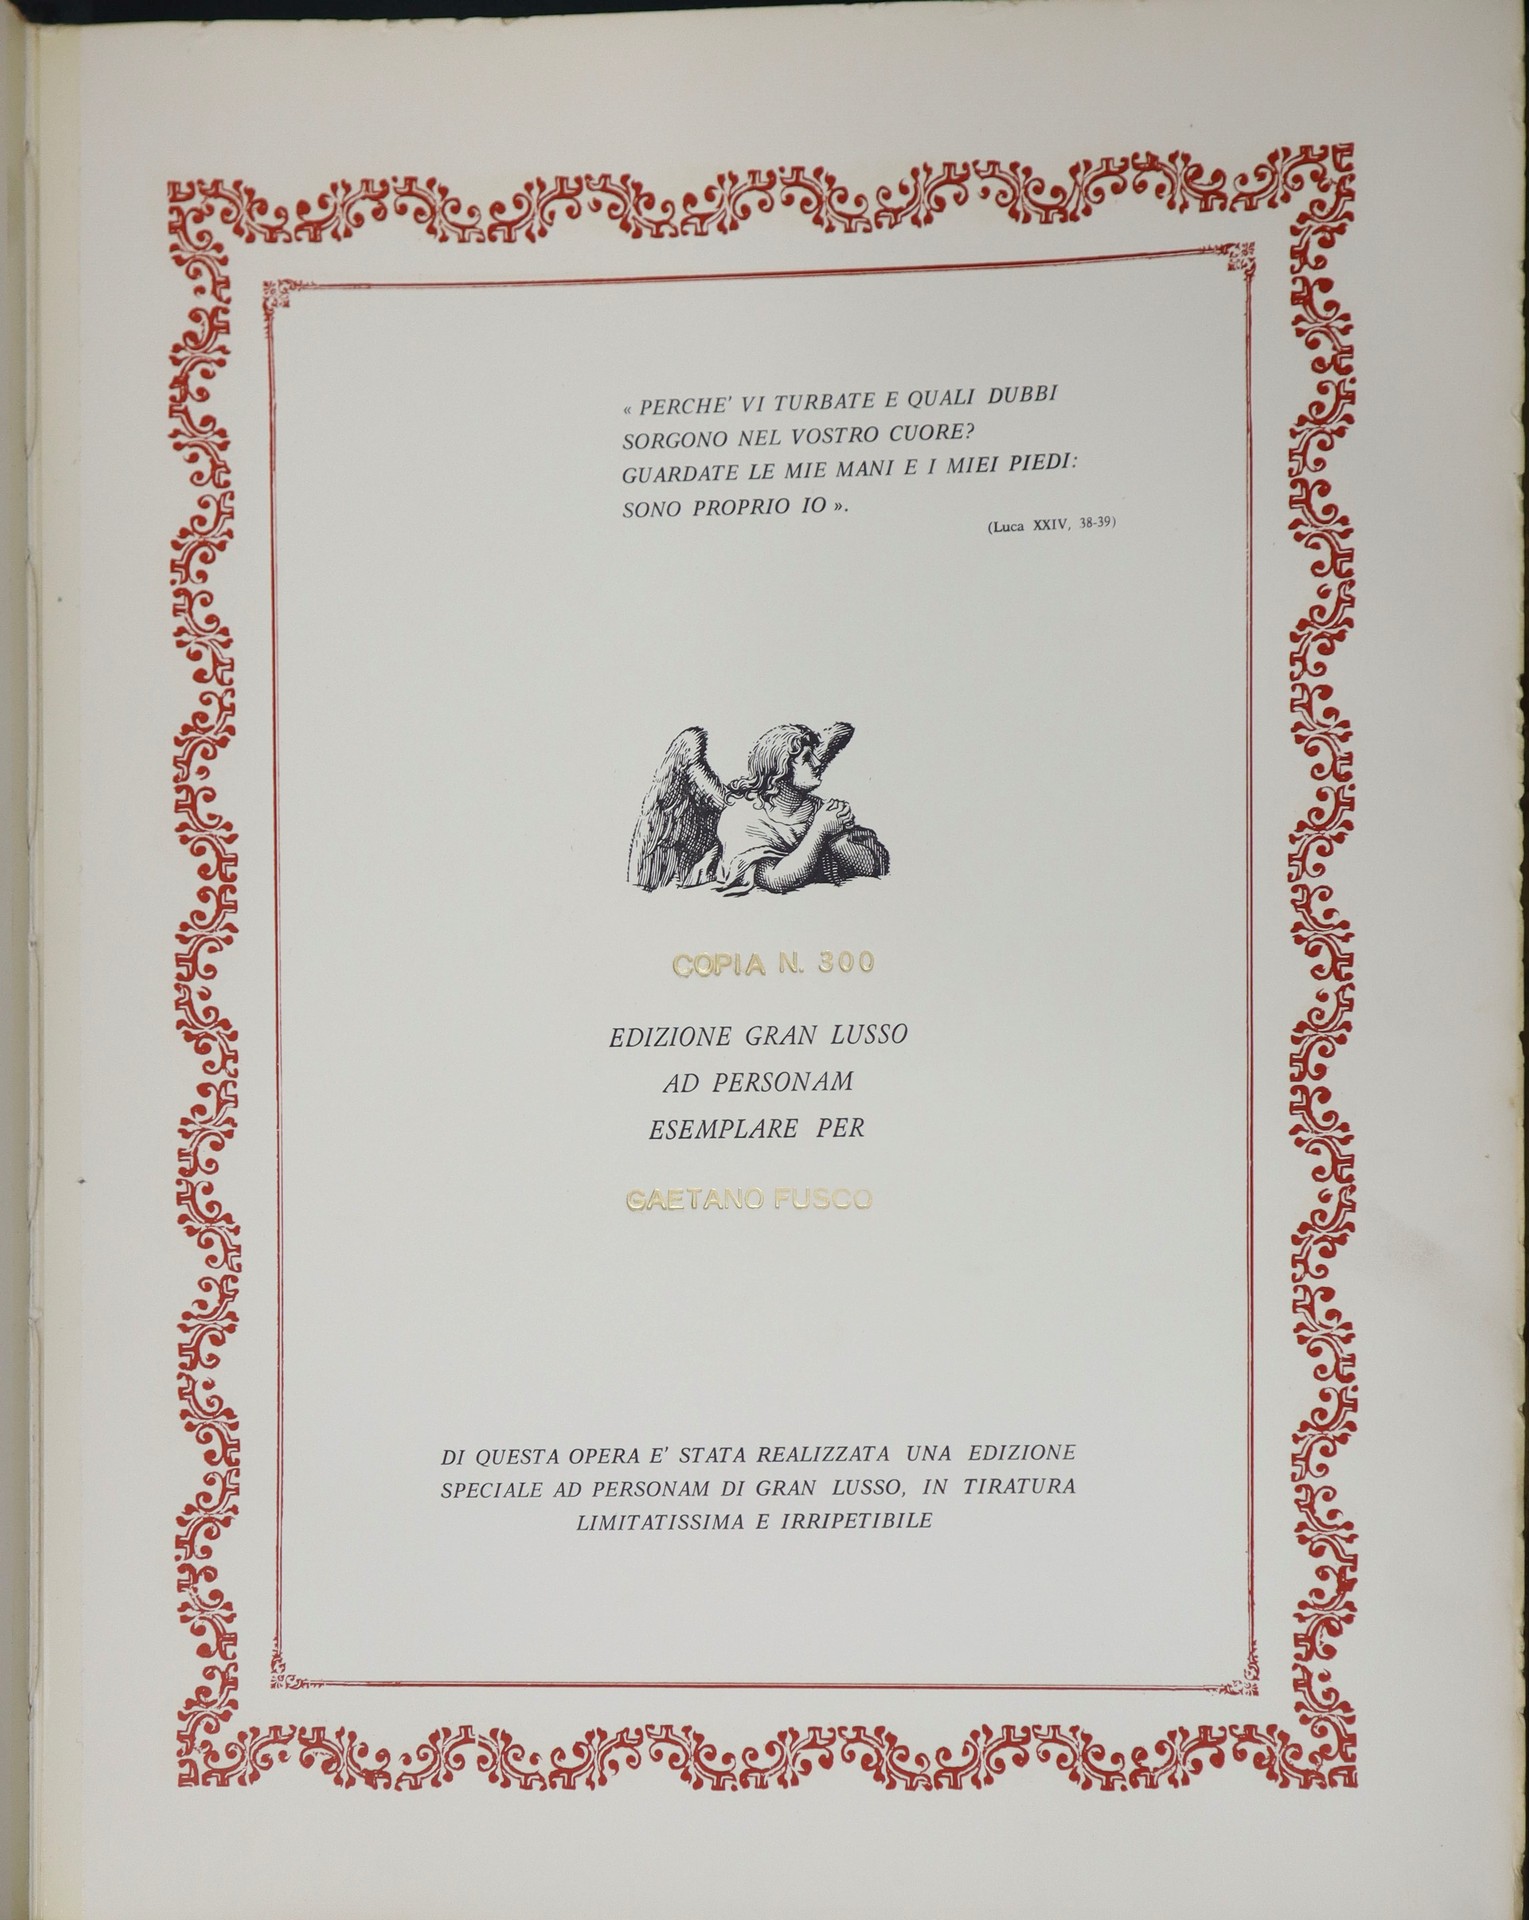 « PERCHE' VI TURBATE E QUALI DUBBI
SORGONO NEL VOSTRO CUORE?
GUARDATE LE MIE MANI E I MIEI PIEDI:
SONO PROPRIO IO ».
(Luca XXIV, 38-39)
COPIA N. 300
EDIZIONE GRAN LUSSO
AD PERSONAM
ESEMPLARE PER
GAETANO FUSCO
DI QUESTA OPERA E' STATA REALIZZATA UNA EDIZIONE
SPECIALE AD PERSONAM DI GRAN LUSSO, IN TIRATURA
LIMITATISSIMA E IRRIPETIBILE